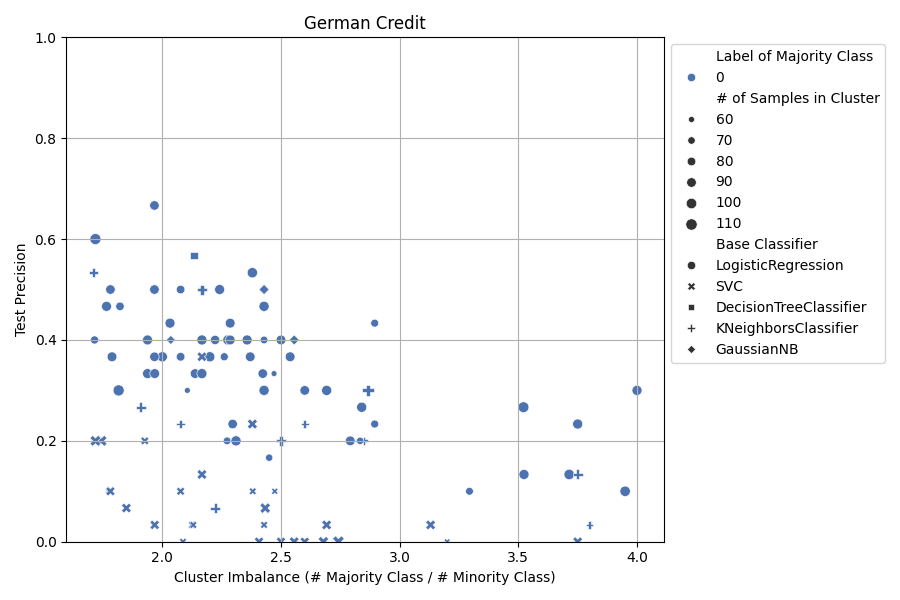 German Credit
1.0
0.8
0.6
0.4
0.2
0.0
Test Precision
2.0
2.5
3.0
3.5
4.0
Cluster Imbalance (# Majority Class / # Minority Class)
Label of Majority Class
0
# of Samples in Cluster
60
70
80
90
100
110
Base Classifier
LogisticRegression
SVC
DecisionTreeClassifier
KNeighborsClassifier
GaussianNB